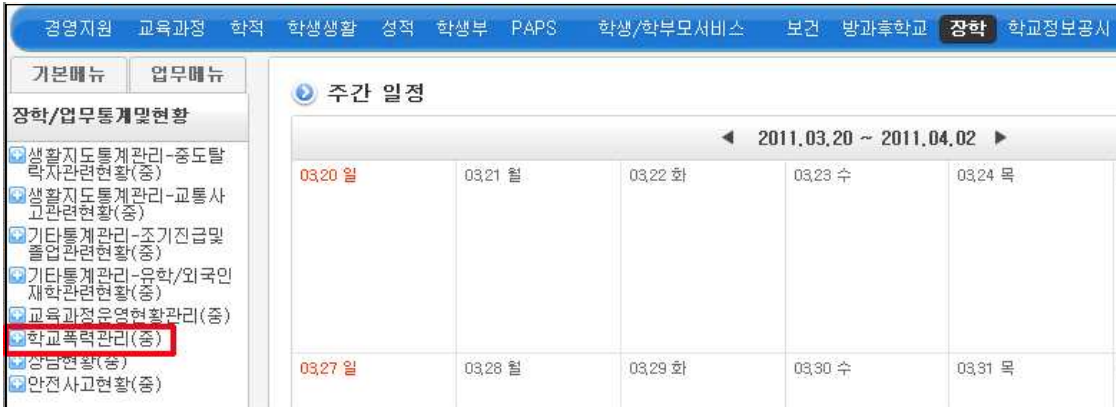 경영지원 교육과정 학적 학생생활 성적 학생부 PAPS 학생/학부모서비스 보건 방과후학교 장학 학교정보공시
기본메뉴 업무메뉴
장학/업무통계및현황
생활지도통계관리-중도탈
락자관련현황(중)
생활지도통계관리-교통사
고관련현황(중)
기타통계관리-조기진급및
졸업관련현황(중)
기타통계관리-유학/외국인
재학관련현황(중)
교육과정운영현황관리(중)
학교폭력관리(중)
상담현황(중)
안전사고현황(중)
주간 일정
◀ 2011.03.20 ~ 2011.04.02 ▶
03.20 일 03.21 월 03.22 화 03.23 수 03.24 목
03.27 일 03.28 월 03.29 화 03.30 수 03.31 목